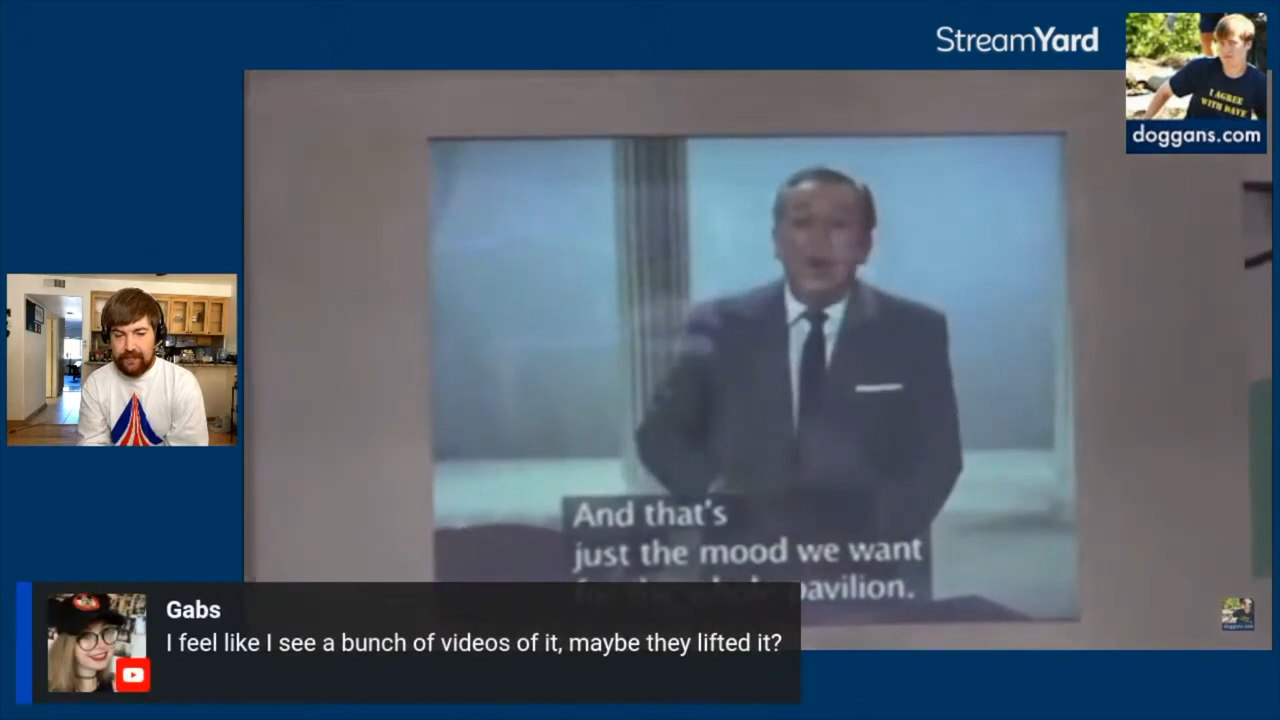 StreamYard
I AGREE
WITH DAVE
doggans.com
And that's
just the mood we want
pavilion.
Gabs
I feel like I see a bunch of videos of it, maybe they lifted it?